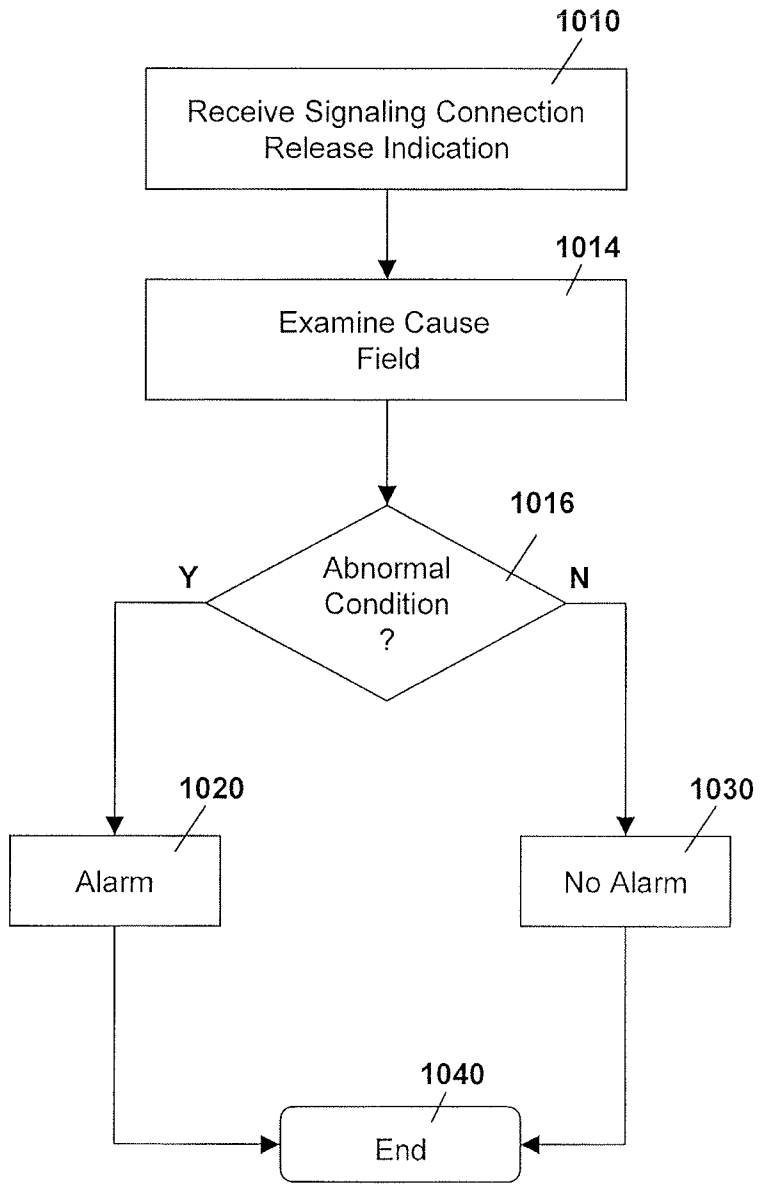 1010
Receive Signaling Connection
Release Indication
1014
Examine Cause
Field
1016
Y
Abnormal
Condition
?
N
1020
Alarm
1030
No Alarm
1040
End